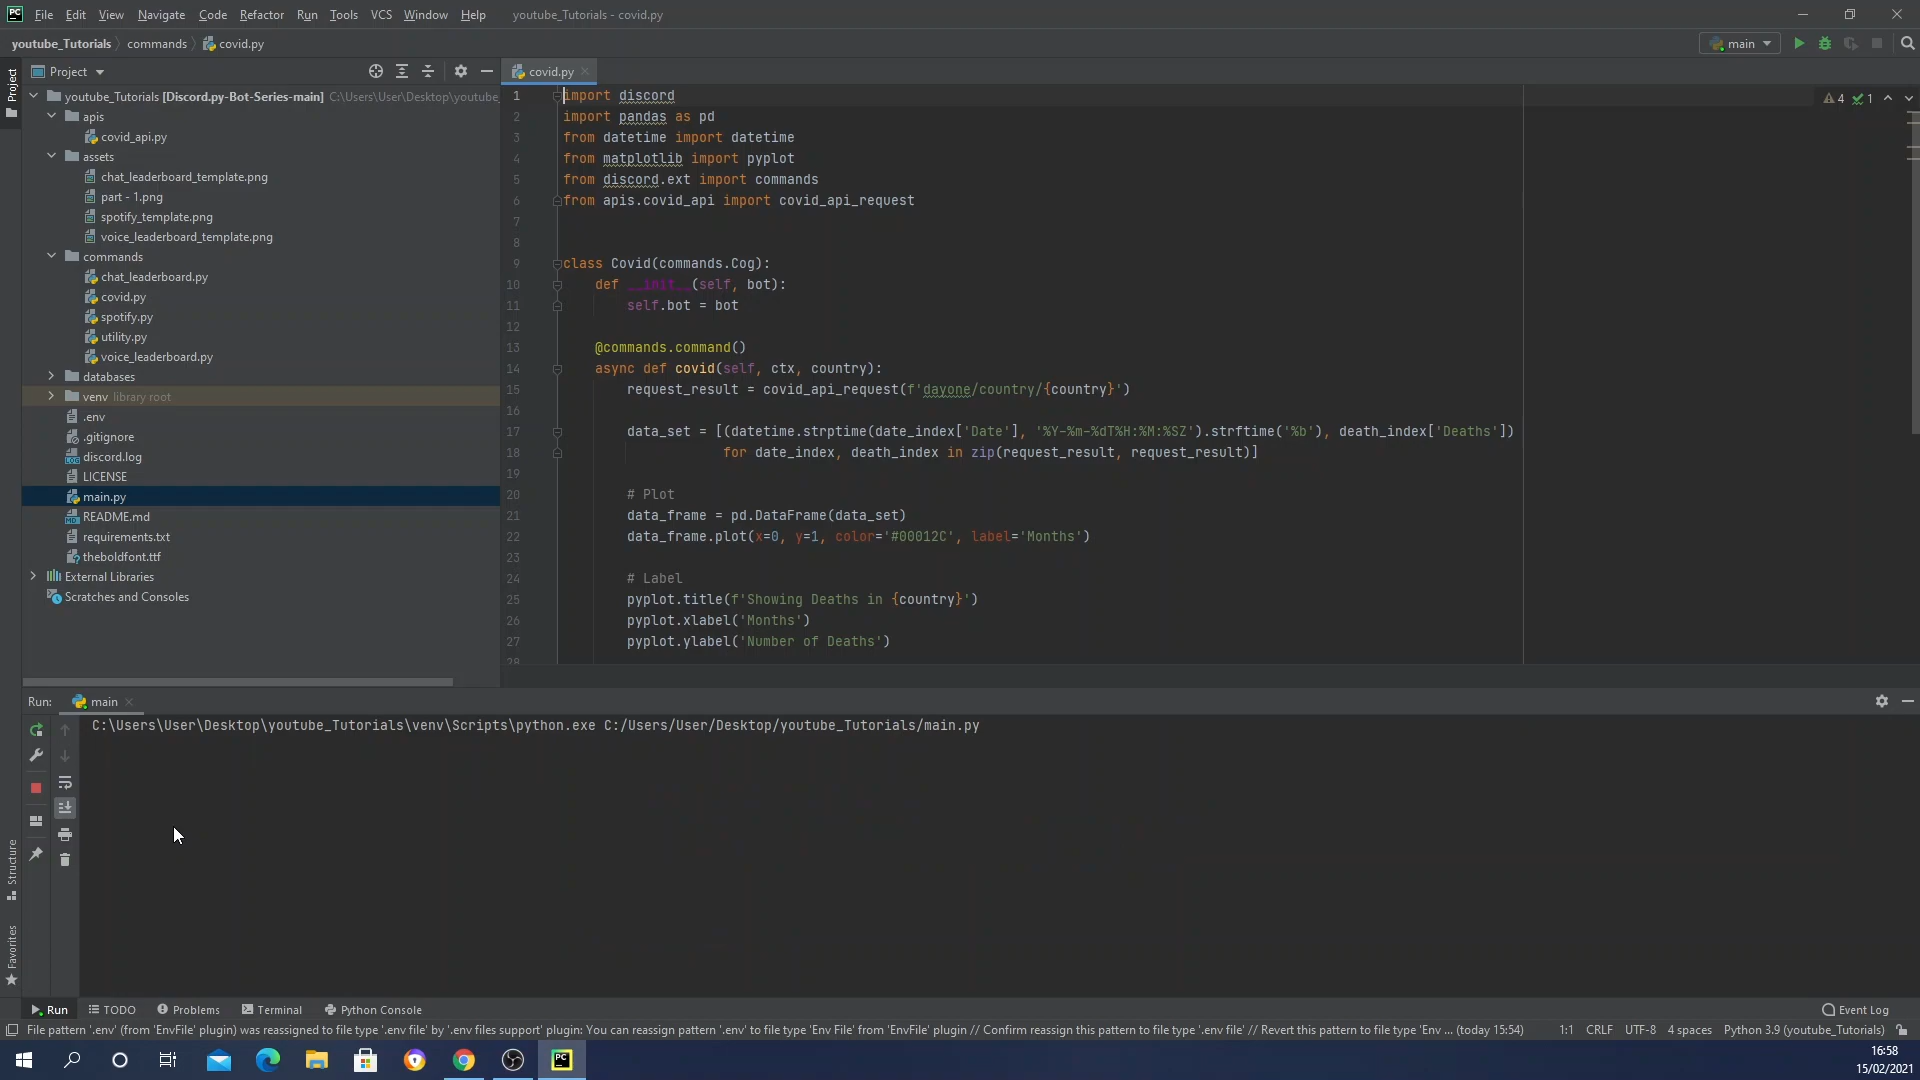 PC File Edit View Navigate Code Refactor Run Tools VCS Window Help youtube_Tutorials - covid.py
youtube_Tutorials commands covid.py main
Project
Project
youtube_Tutorials [Discord.py-Bot-Series-main] C:\Users\User\Desktop\youtube_
apis
covid_api.py
assets
chat_leaderboard_template.png
part - 1.png
spotify_template.png
voice_leaderboard_template.png
commands
chat_leaderboard.py
covid.py
spotify.py
utility.py
voice_leaderboard.py
databases
venv library root
.env
.gitignore
discord.log
LICENSE
main.py
README.md
requirements.txt
theboldfont.ttf
External Libraries
Scratches and Consoles
covid.py
4 1
1 import discord
2 import pandas as pd
3 from datetime import datetime
4 from matplotlib import pyplot
5 from discord.ext import commands
6 from apis.covid_api import covid_api_request
7
8
9 class Covid(commands.Cog):
10 def __init__(self, bot):
11 self.bot = bot
12
13 @commands.command()
14 async def covid(self, ctx, country):
15 request_result = covid_api_request(f'dayone/country/{country}')
16
17 data_set = [(datetime.strptime(date_index['Date'], '%Y-%m-%dT%H:%M:%SZ').strftime('%b'), death_index['Deaths'])
18 for date_index, death_index in zip(request_result, request_result)]
19
20 # Plot
21 data_frame = pd.DataFrame(data_set)
22 data_frame.plot(x=0, y=1, color='#00012C', label='Months')
23
24 # Label
25 pyplot.title(f'Showing Deaths in {country}')
26 pyplot.xlabel('Months')
27 pyplot.ylabel('Number of Deaths')
28
Run: main
C:\Users\User\Desktop\youtube_Tutorials\venv\Scripts\python.exe C:/Users/User/Desktop/youtube_Tutorials/main.py
Structure
Favorites
Run TODO Problems Terminal Python Console Event Log
File pattern '.env' (from 'EnvFile' plugin) was reassigned to file type '.env file' by '.env files support' plugin: You can reassign pattern '.env' to file type 'Env File' from 'EnvFile' plugin // Confirm reassign this pattern to file type '.env file' // Revert this pattern to file type 'Env ... (today 15:54) 1:1 CRLF UTF-8 4 spaces Python 3.9 (youtube_Tutorials)
PC
16:58
15/02/2021